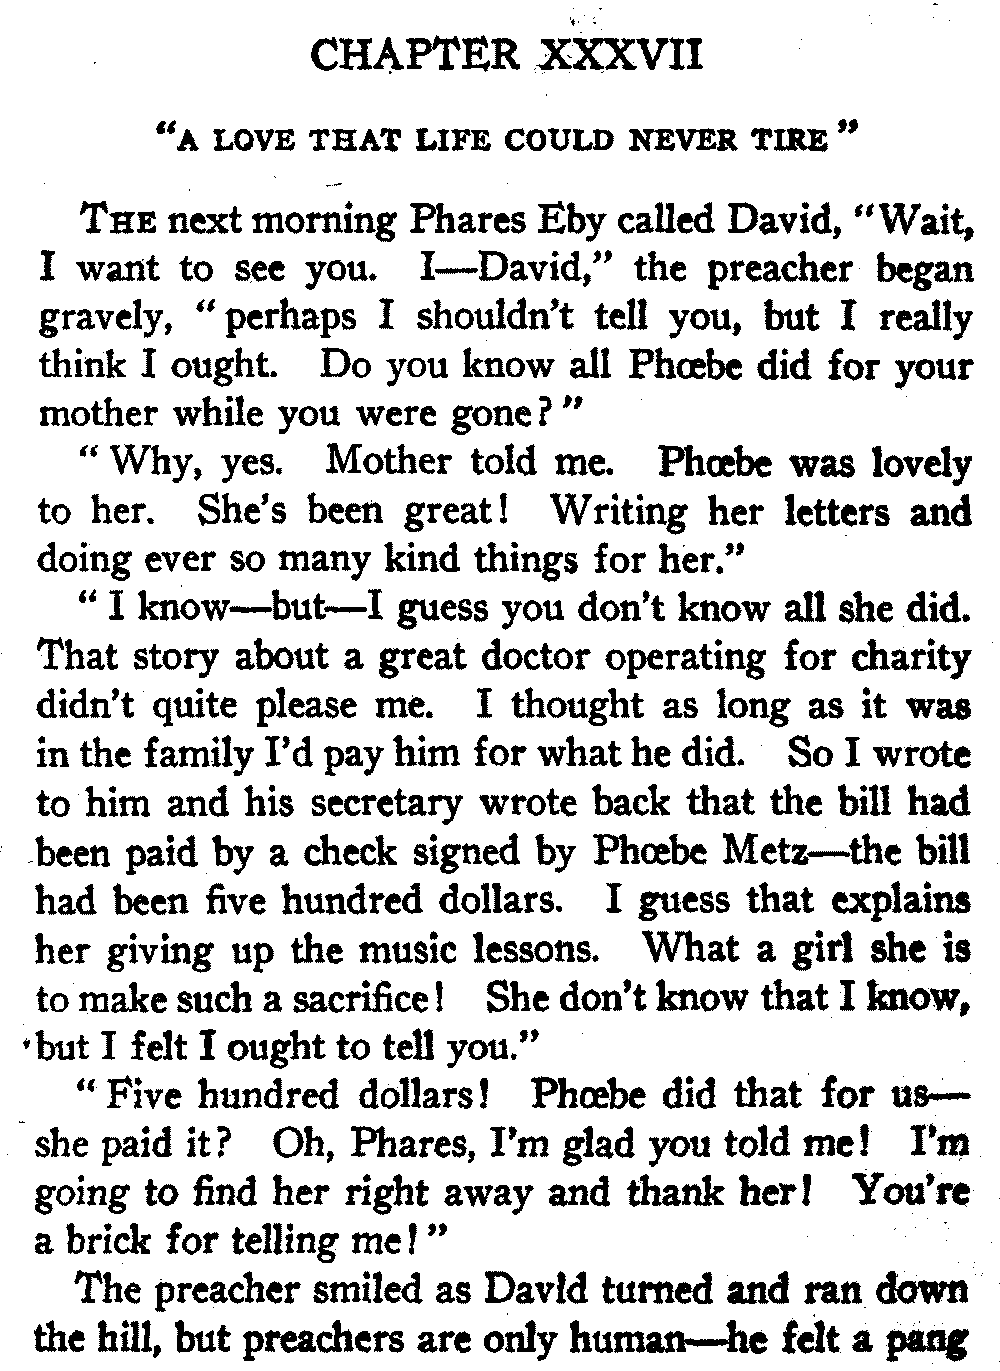 CHAPTER XXXVII
"A LOVE THAT LIFE COULD NEVER TIRE"
THE next morning Phares Eby called David, "Wait,
I want to see you. I—David," the preacher began
gravely, "perhaps I shouldn't tell you, but I really
think I ought. Do you know all Phœbe did for your
mother while you were gone?"
"Why, yes. Mother told me. Phœbe was lovely
to her. She's been great! Writing her letters and
doing ever so many kind things for her."
"I know—but—I guess you don't know all she did.
That story about a great doctor operating for charity
didn't quite please me. I thought as long as it was
in the family I'd pay him for what he did. So I wrote
to him and his secretary wrote back that the bill had
been paid by a check signed by Phœbe Metz—the bill
had been five hundred dollars. I guess that explains
her giving up the music lessons. What a girl she is
to make such a sacrifice! She don't know that I know,
but I felt I ought to tell you."
"Five hundred dollars! Phœbe did that for us—
she paid it? Oh, Phares, I'm glad you told me! I'm
going to find her right away and thank her! You're
a brick for telling me!"
The preacher smiled as David turned and ran down
the hill, but preachers are only human—he felt a pang